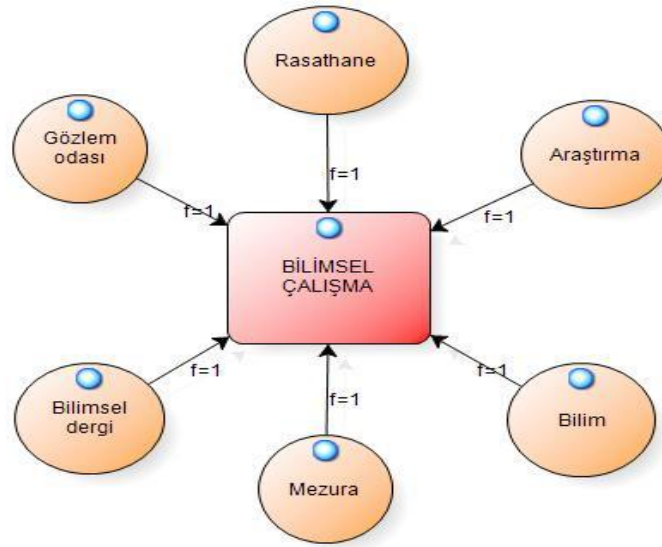 Rasathane
Gözlem
odası
Araştırma
f=1
f=1
f=1
BİLİMSEL
ÇALIŞMA
f=1
f=1
f=1
Bilimsel
dergi
Mezura
Bilim